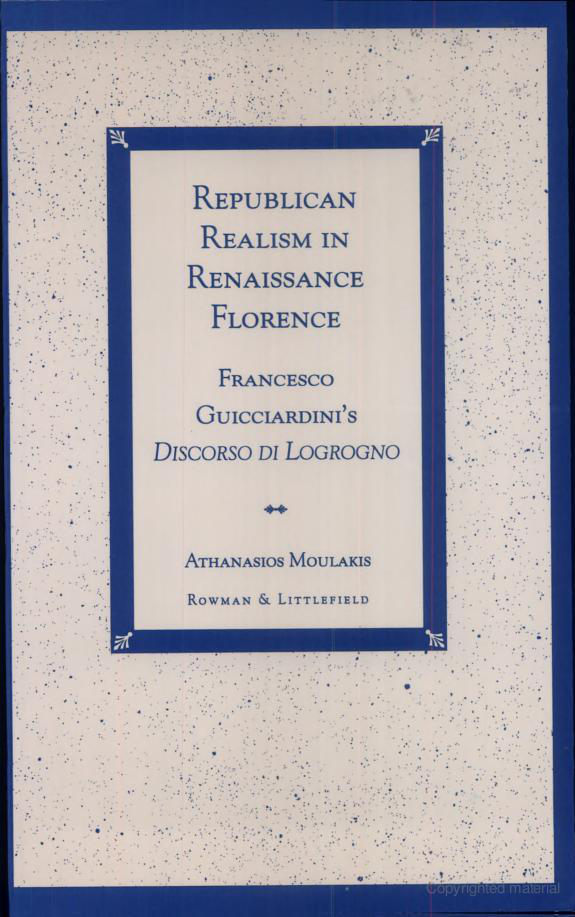 REPUBLICAN
REALISM IN
RENAISSANCE
FLORENCE
FRANCESCO
GUICCIARDINI'S
DISCORSO DI LOGROGNO
ATHANASIOS MOULAKIS
ROWMAN & LITTLEFIELD
Copyrighted material